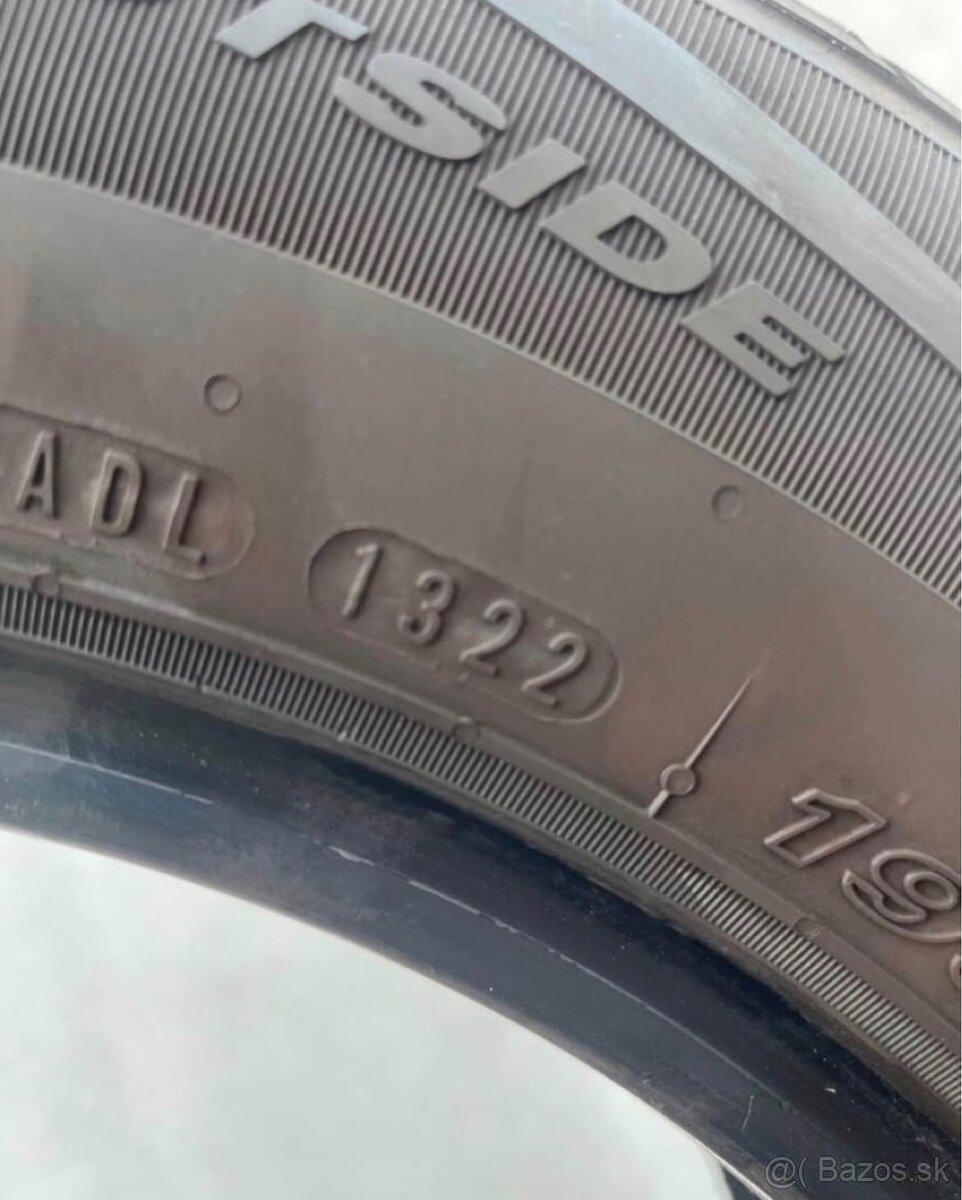 SIDE
ADL
1322
19
@( Bazos.sk